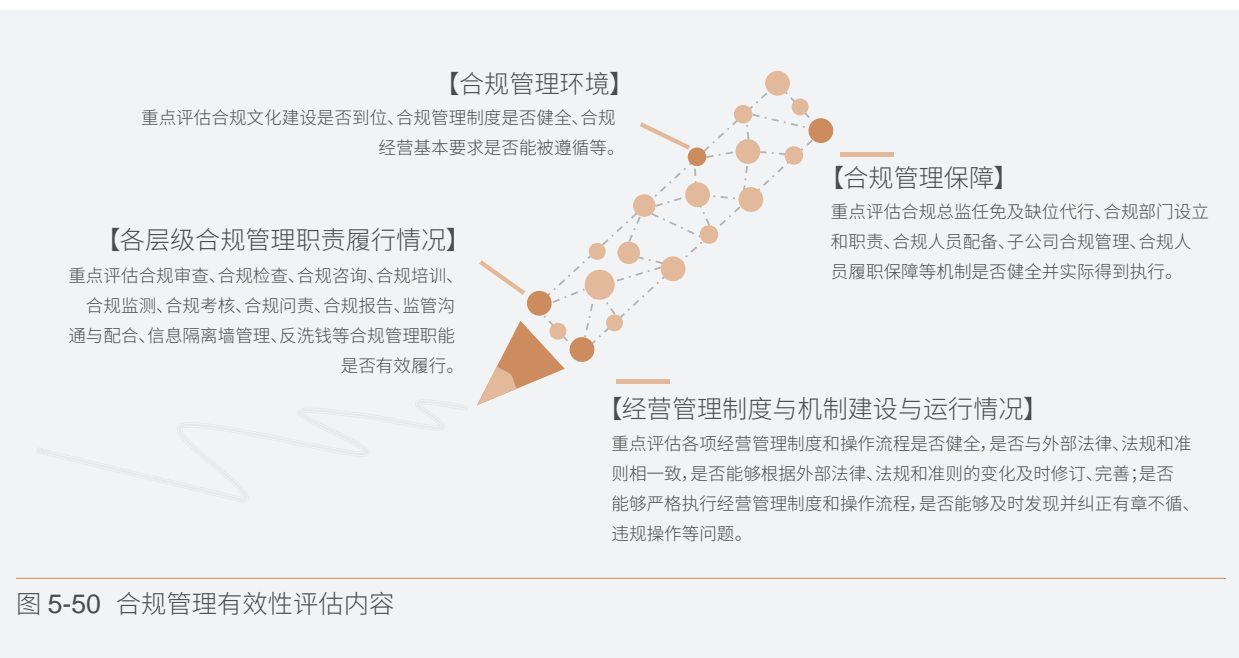 【合规管理环境】
重点评估合规文化建设是否到位、合规管理制度是否健全、合规
经营基本要求是否能被遵循等。
【合规管理保障】
重点评估合规总监任免及缺位代行、合规部门设立
和职责、合规人员配备、子公司合规管理、合规人
员履职保障等机制是否健全并实际得到执行。
【各层级合规管理职责履行情况】
重点评估合规审查、合规检查、合规咨询、合规培训、
合规监测、合规考核、合规问责、合规报告、监管沟
通与配合、信息隔离墙管理、反洗钱等合规管理职能
是否有效履行。
【经营管理制度与机制建设与运行情况】
重点评估各项经营管理制度和操作流程是否健全，是否与外部法律、法规和准
则相一致，是否能够根据外部法律、法规和准则的变化及时修订、完善；是否
能够严格执行经营管理制度和操作流程，是否能够及时发现并纠正有章不循、
违规操作等问题。
图 5-50 合规管理有效性评估内容